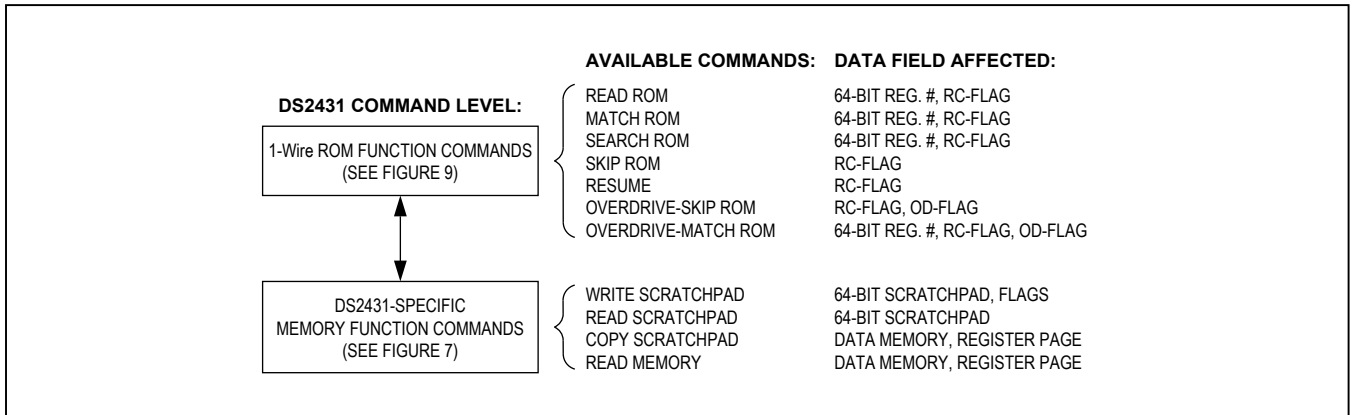 AVAILABLE COMMANDS: DATA FIELD AFFECTED:
DS2431 COMMAND LEVEL:
1-Wire ROM FUNCTION COMMANDS
(SEE FIGURE 9)
READ ROM 64-BIT REG. #, RC-FLAG
MATCH ROM 64-BIT REG. #, RC-FLAG
SEARCH ROM 64-BIT REG. #, RC-FLAG
SKIP ROM RC-FLAG
RESUME RC-FLAG
OVERDRIVE-SKIP ROM RC-FLAG, OD-FLAG
OVERDRIVE-MATCH ROM 64-BIT REG. #, RC-FLAG, OD-FLAG
DS2431-SPECIFIC
MEMORY FUNCTION COMMANDS
(SEE FIGURE 7)
WRITE SCRATCHPAD 64-BIT SCRATCHPAD, FLAGS
READ SCRATCHPAD 64-BIT SCRATCHPAD
COPY SCRATCHPAD DATA MEMORY, REGISTER PAGE
READ MEMORY DATA MEMORY, REGISTER PAGE